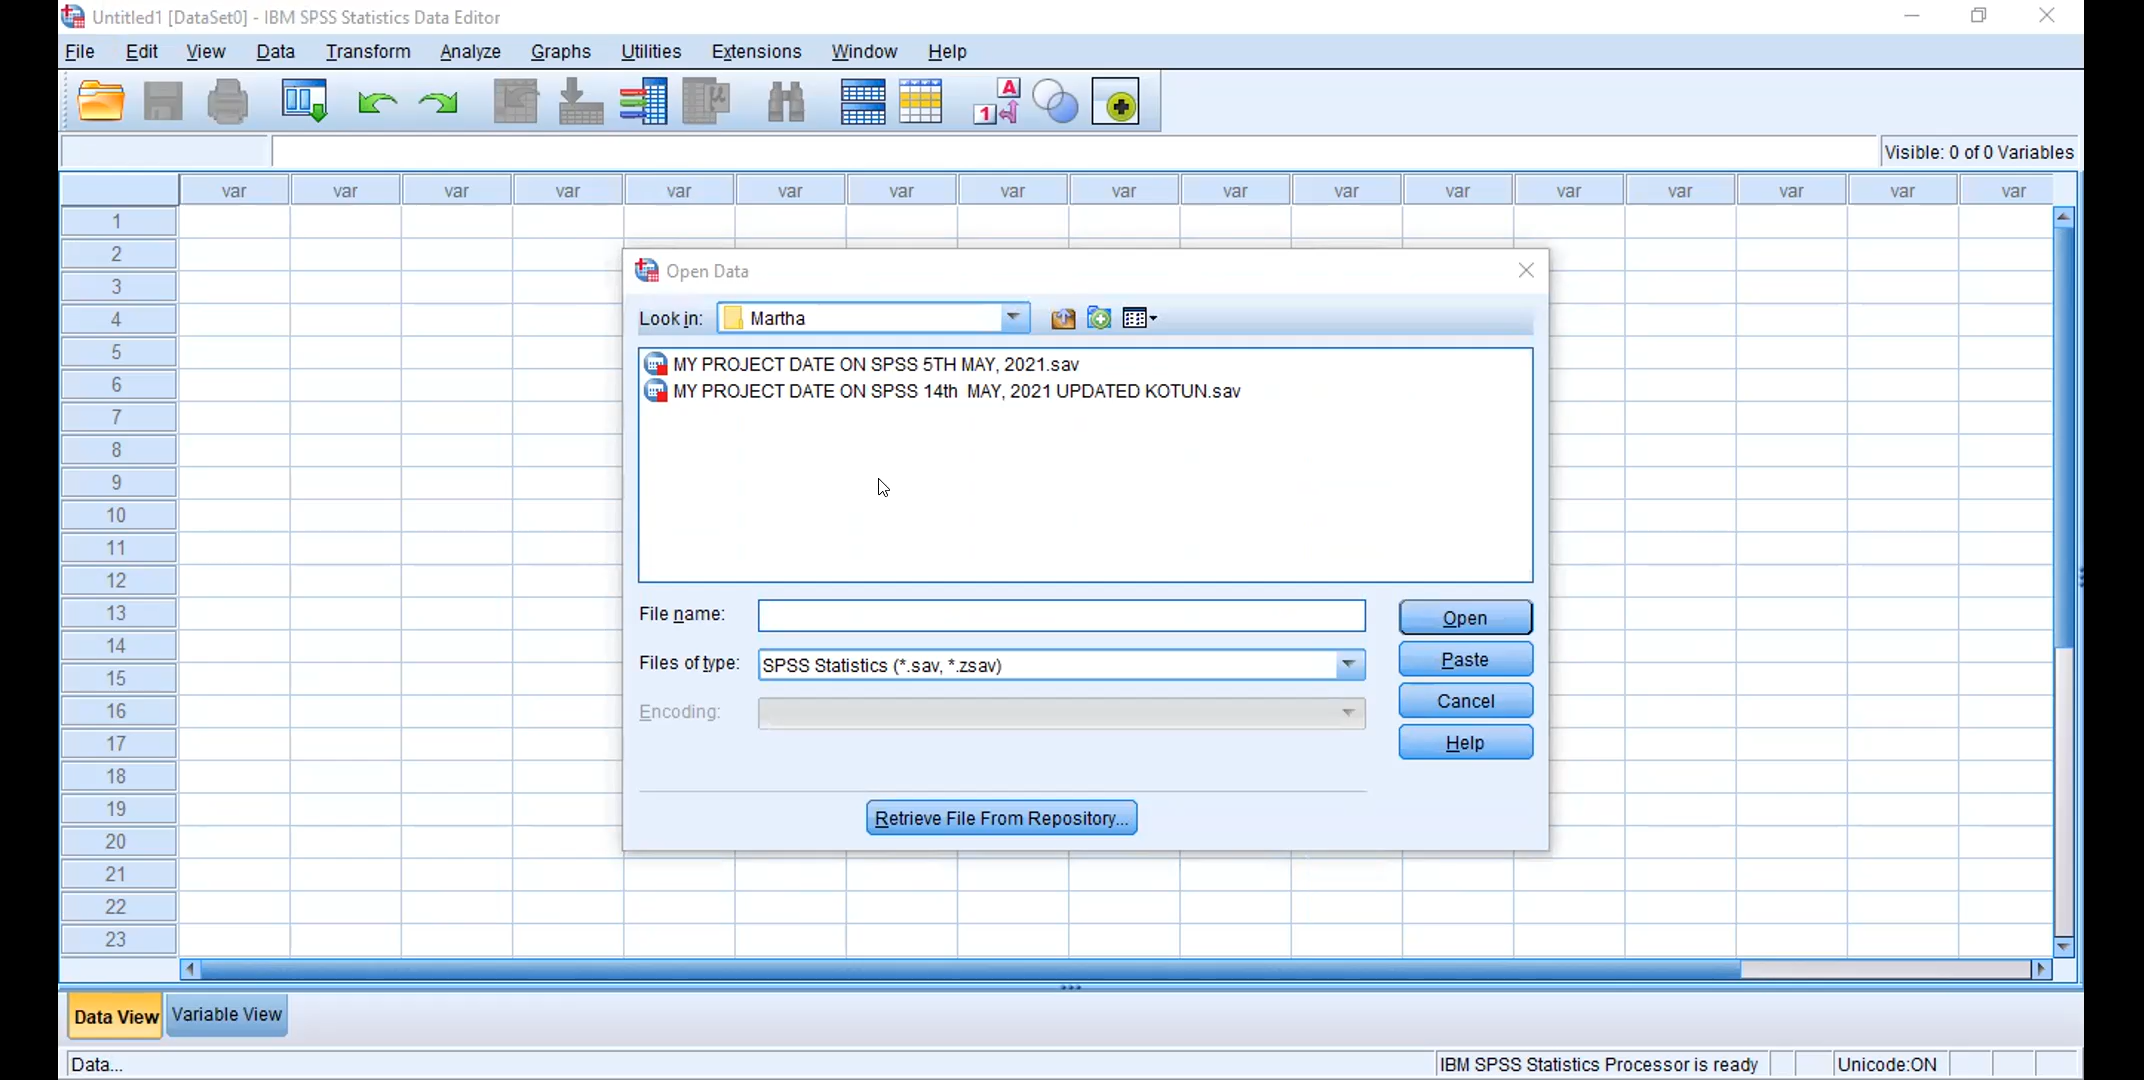 Untitled1 [DataSet0] - IBM SPSS Statistics Data Editor
File Edit View Data Transform Analyze Graphs Utilities Extensions Window Help
Visible: 0 of 0 Variables
var var var var var var var var var var var var var var var var var
1
2
3
4
5
6
7
8
9
10
11
12
13
14
15
16
17
18
19
20
21
22
23
Open Data
Look in: Martha
MY PROJECT DATE ON SPSS 5TH MAY, 2021.sav
MY PROJECT DATE ON SPSS 14th  MAY, 2021 UPDATED KOTUN.sav
File name:
Open
Files of type: SPSS Statistics (*.sav, *.zsav)
Paste
Encoding:
Cancel
Help
Retrieve File From Repository...
Data View Variable View
Data... IBM SPSS Statistics Processor is ready Unicode:ON